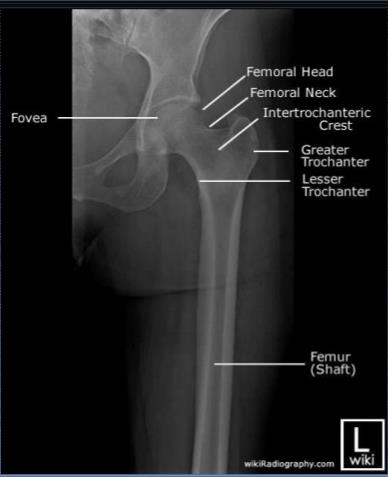 Femoral Head
Femoral Neck
Fovea
Intertrochanteric
Crest
Greater
Trochanter
Lesser
Trochanter
Femur
(Shaft)
L
wiki
wikiRadiography.com